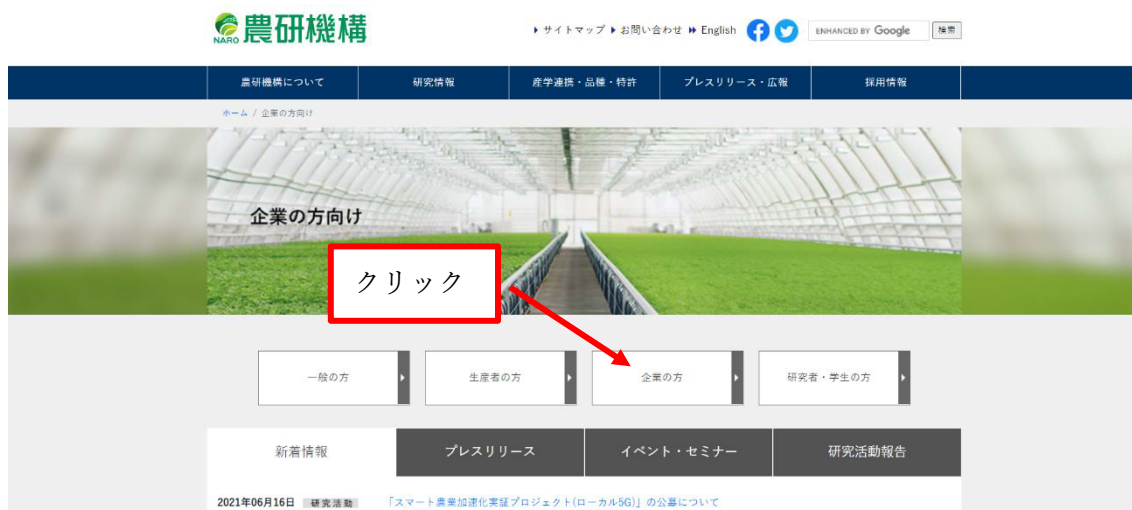 NARO 農研機構
サイトマップ お問い合わせ English ENHANCED BY Google 検索
農研機構について 研究情報 産学連携・品種・特許 プレスリリース・広報 採用情報
ホーム / 企業の方向け
企業の方向け
クリック
一般の方 生産者の方 企業の方 研究者・学生の方
新着情報 プレスリリース イベント・セミナー 研究活動報告
2021年06月16日 研究活動 「スマート農業加速化実証プロジェクト(ローカル5G)」の公募について